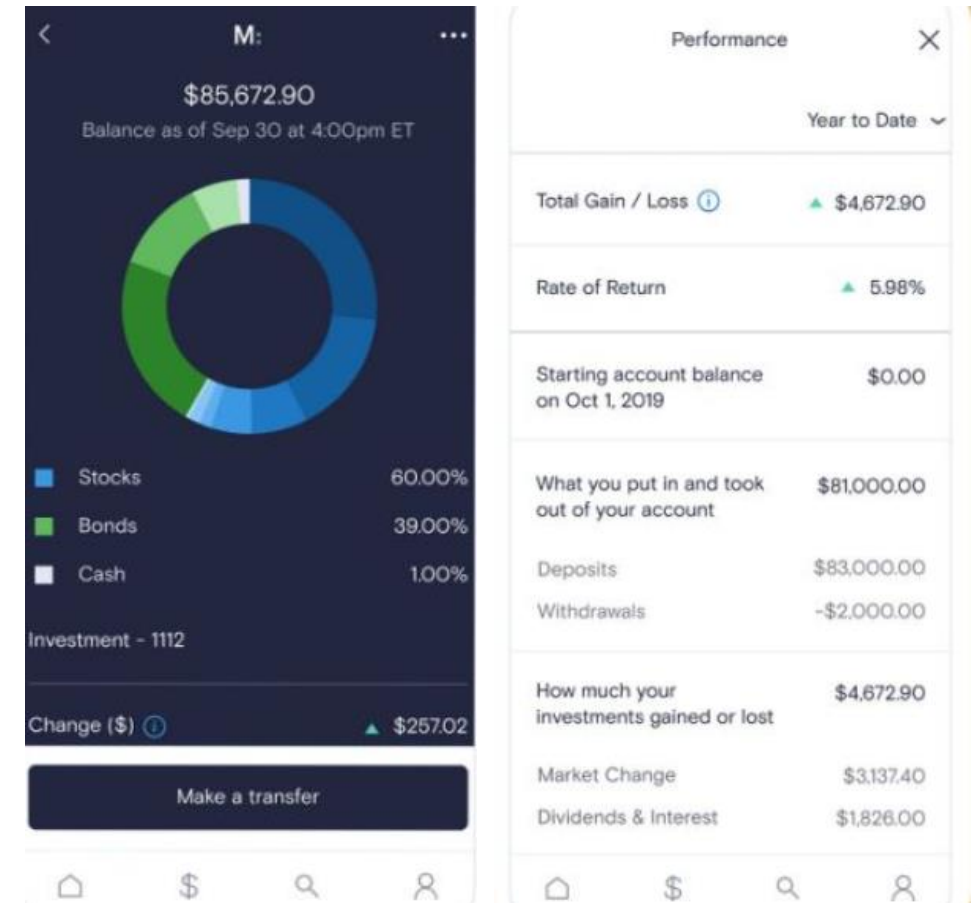 M:
$85,672.90
Balance as of Sep 30 at 4:00pm ET
Stocks 60.00%
Bonds 39.00%
Cash 1.00%
Investment - 1112
Change ($) $257.02
Make a transfer
$
Performance
Year to Date
Total Gain / Loss $4,672.90
Rate of Return 5.98%
Starting account balance $0.00
on Oct 1, 2019
What you put in and took $81,000.00
out of your account
Deposits $83,000.00
Withdrawals -$2,000.00
How much your $4,672.90
investments gained or lost
Market Change $3,137.40
Dividends & Interest $1,826.00
$